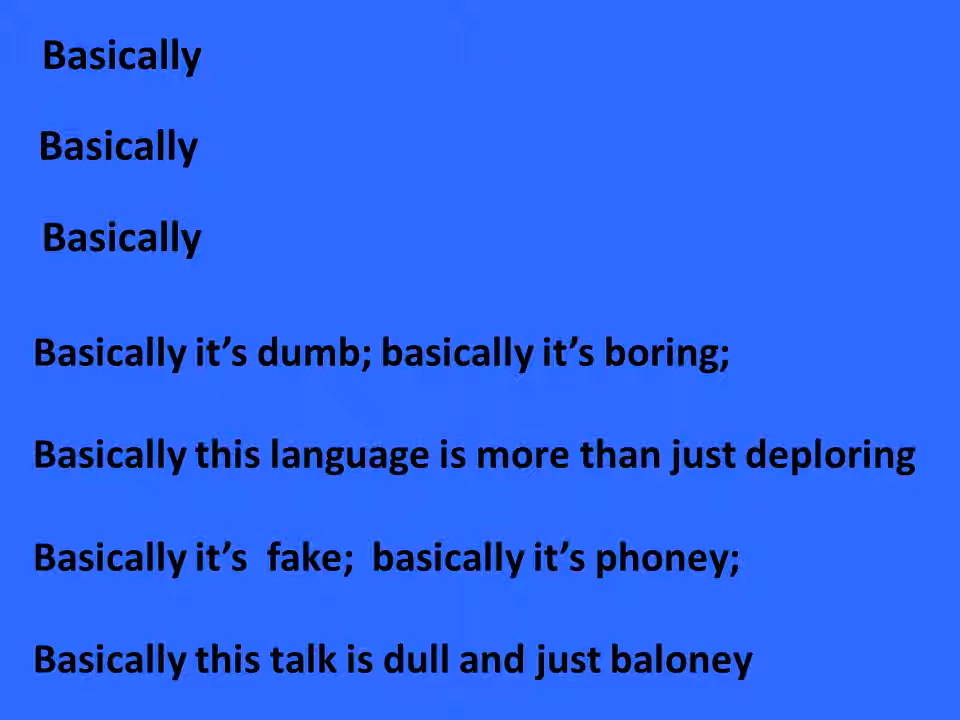 Basically
Basically
Basically
Basically it’s dumb; basically it’s boring;
Basically this language is more than just deploring
Basically it’s  fake;  basically it’s phoney;
Basically this talk is dull and just baloney